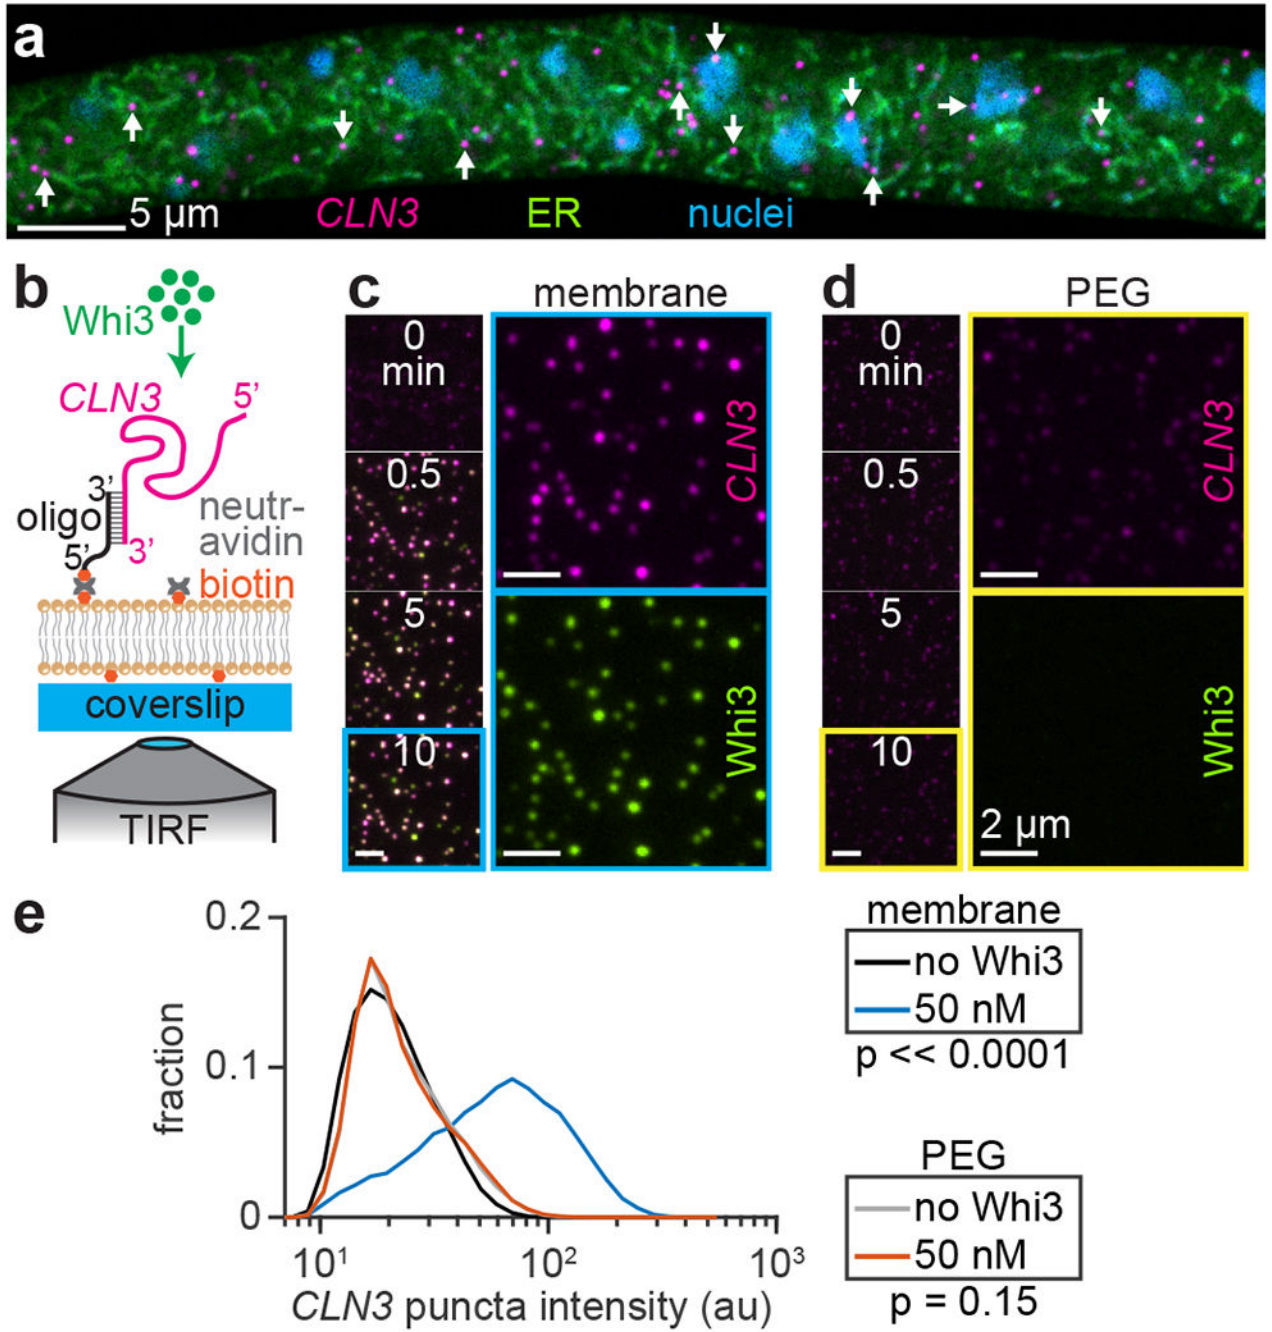 a
5 µm
CLN3
ER
nuclei
b
Whi3
CLN3
5’
3’
oligo
5’
3’
neutr-
avidin
biotin
coverslip
TIRF
c
membrane
0
min
0.5
5
10
CLN3
Whi3
d
PEG
0
min
0.5
5
10
CLN3
Whi3
2 µm
e
0.2
0.1
0
fraction
10¹
10²
10³
CLN3 puncta intensity (au)
membrane
no Whi3
50 nM
p << 0.0001
PEG
no Whi3
50 nM
p = 0.15